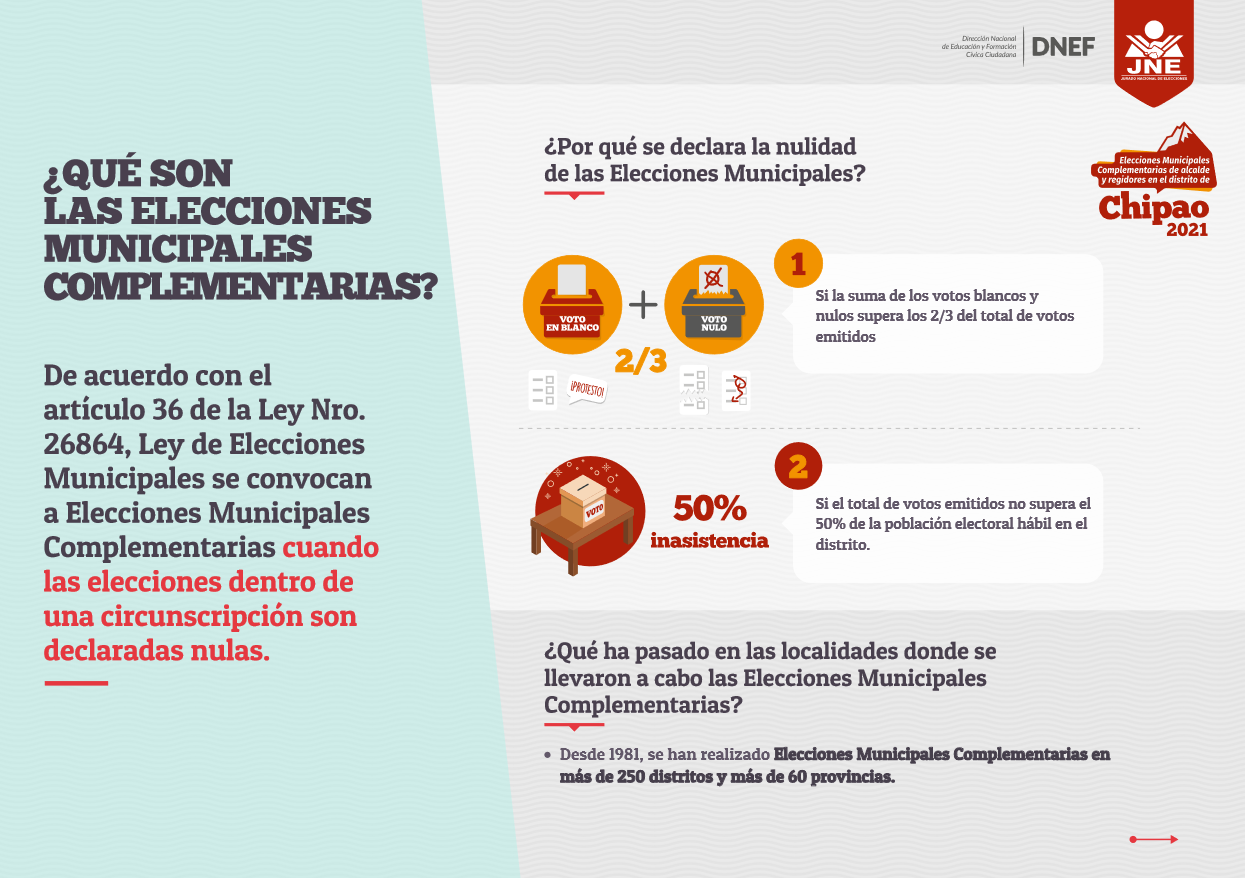 Dirección Nacional
de Educación y Formación
Cívica Ciudadana
DNEF
JNE
JURADO NACIONAL DE ELECCIONES
Elecciones Municipales
Complementarias de alcalde
y regidores en el distrito de
Chipao
2021
¿QUÉ SON
LAS ELECCIONES
MUNICIPALES
COMPLEMENTARIAS?
De acuerdo con el
artículo 36 de la Ley Nro.
26864, Ley de Elecciones
Municipales se convocan
a Elecciones Municipales
Complementarias cuando
las elecciones dentro de
una circunscripción son
declaradas nulas.
¿Por qué se declara la nulidad
de las Elecciones Municipales?
VOTO
EN BLANCO
+
VOTO
NULO
2/3
¡PROTESTO!
1
Si la suma de los votos blancos y
nulos supera los 2/3 del total de votos
emitidos
VOTO
50%
inasistencia
2
Si el total de votos emitidos no supera el
50% de la población electoral hábil en el
distrito.
¿Qué ha pasado en las localidades donde se
llevaron a cabo las Elecciones Municipales
Complementarias?
• Desde 1981, se han realizado Elecciones Municipales Complementarias en
más de 250 distritos y más de 60 provincias.